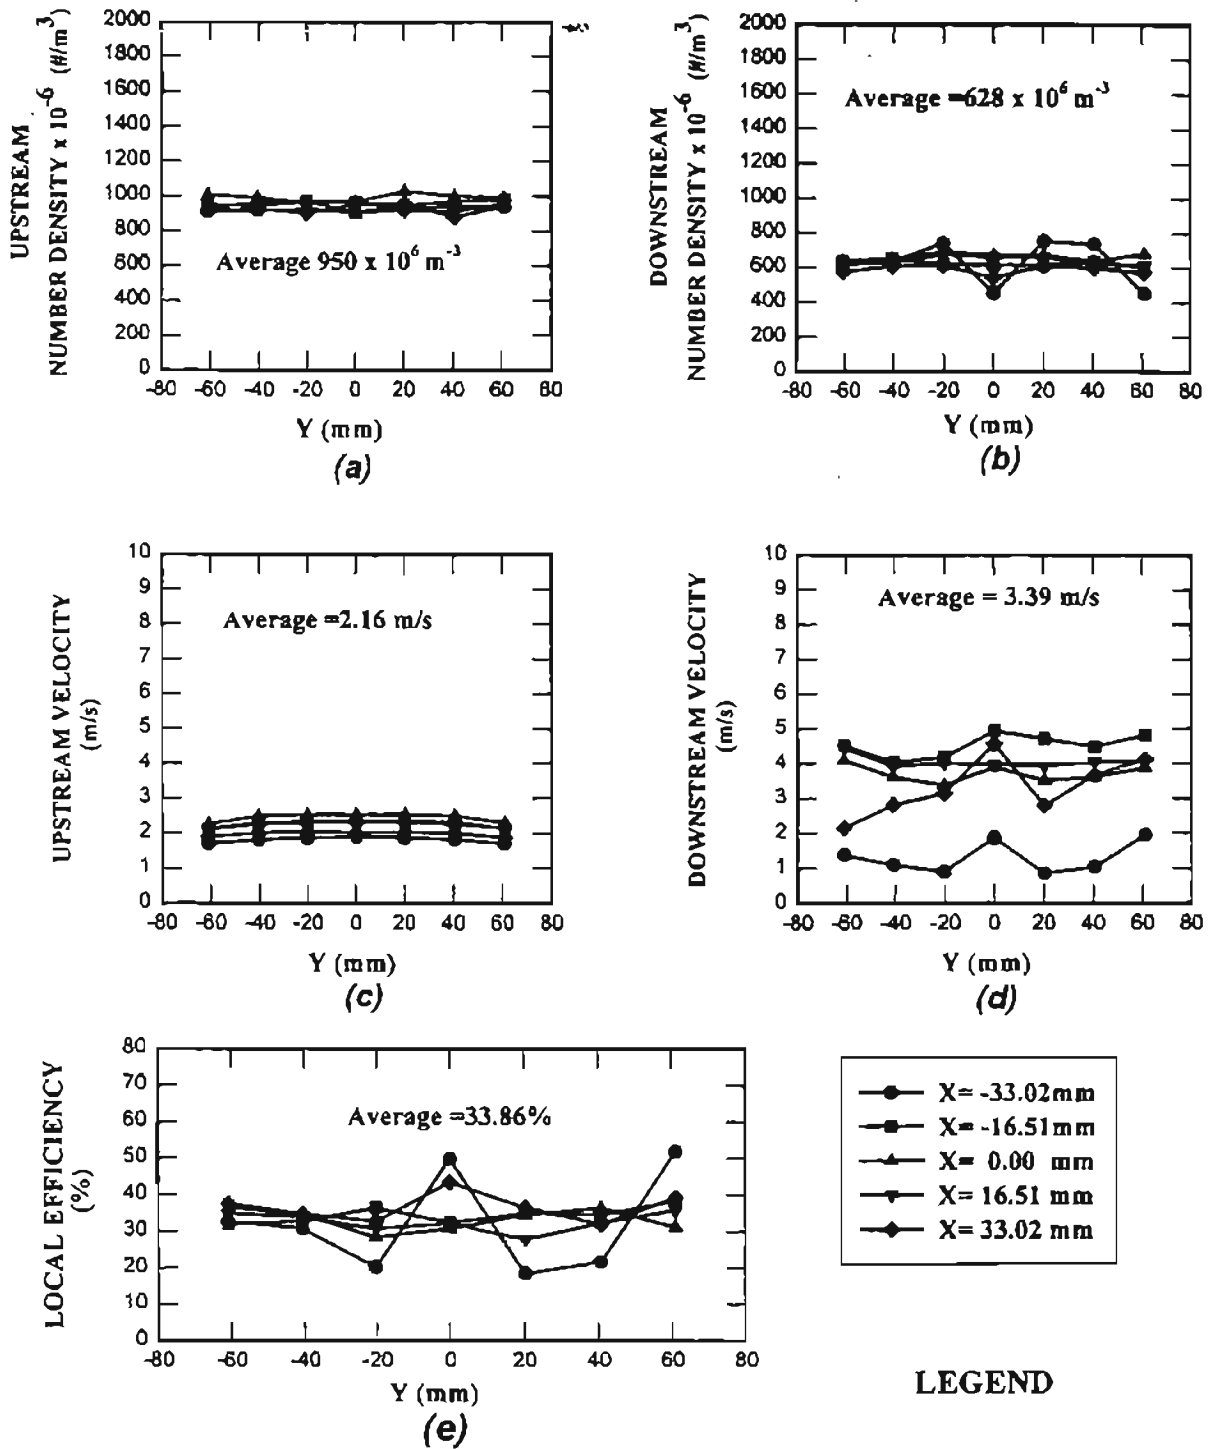 UPSTREAM
NUMBER DENSITY x 10^-6 (#/m^3)
2000
1800
1600
1400
1200
1000
800
600
400
200
0
Average 950 x 10^6 m^-3
-80 -60 -40 -20 0 20 40 60 80
Y (mm)
(a)
DOWNSTREAM
NUMBER DENSITY x 10^-6 (#/m^3)
2000
1800
1600
1400
1200
1000
800
600
400
200
0
Average =628 x 10^6 m^-3
-80 -60 -40 -20 0 20 40 60 80
Y (mm)
(b)
UPSTREAM VELOCITY
(m/s)
10
9
8
7
6
5
4
3
2
1
0
Average =2.16 m/s
-80 -60 -40 -20 0 20 40 60 80
Y (mm)
(c)
DOWNSTREAM VELOCITY
(m/s)
10
9
8
7
6
5
4
3
2
1
0
Average = 3.39 m/s
-80 -60 -40 -20 0 20 40 60 80
Y (mm)
(d)
LOCAL EFFICIENCY
(%)
80
70
60
50
40
30
20
10
0
Average =33.86%
-80 -60 -40 -20 0 20 40 60 80
Y (mm)
(e)
X= -33.02mm
X= -16.51mm
X= 0.00 mm
X= 16.51 mm
X= 33.02 mm
LEGEND